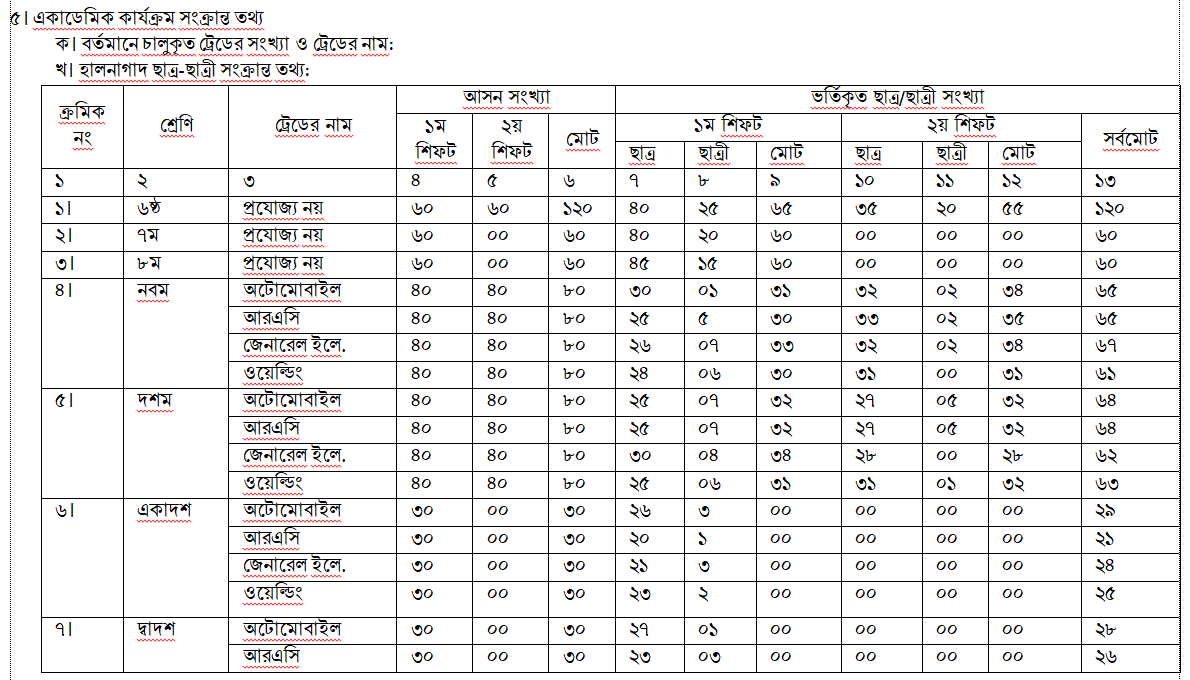 ৫। একাডেমিক কার্যক্রম সংক্রান্ত তথ্য
ক। বর্তমানে চালুকৃত ট্রেডের সংখ্যা ও ট্রেডের নাম:
খ। হালনাগাদ ছাত্র-ছাত্রী সংক্রান্ত তথ্য:
ক্রমিক নং শ্রেণি ট্রেডের নাম আসন সংখ্যা ভর্তিকৃত ছাত্র/ছাত্রী সংখ্যা
১ম শিফট ২য় শিফট মোট ১ম শিফট ২য় শিফট সর্বমোট
ছাত্র ছাত্রী মোট ছাত্র ছাত্রী মোট
১ ২ ৩ ৪ ৫ ৬ ৭ ৮ ৯ ১০ ১১ ১২ ১৩
১। ৬ষ্ঠ প্রযোজ্য নয় ৬০ ৬০ ১২০ ৪০ ২৫ ৬৫ ৩৫ ২০ ৫৫ ১২০
২। ৭ম প্রযোজ্য নয় ৬০ ০০ ৬০ ৪০ ২০ ৬০ ০০ ০০ ০০ ৬০
৩। ৮ম প্রযোজ্য নয় ৬০ ০০ ৬০ ৪৫ ১৫ ৬০ ০০ ০০ ০০ ৬০
৪। নবম অটোমোবাইল ৪০ ৪০ ৮০ ৩০ ০১ ৩১ ৩২ ০২ ৩৪ ৬৫
আরএসি ৪০ ৪০ ৮০ ২৫ ৫ ৩০ ৩৩ ০২ ৩৫ ৬৫
জেনারেল ইলে. ৪০ ৪০ ৮০ ২৬ ০৭ ৩৩ ৩২ ০২ ৩৪ ৬৭
ওয়েল্ডিং ৪০ ৪০ ৮০ ২৪ ০৬ ৩০ ৩১ ০০ ৩১ ৬১
৫। দশম অটোমোবাইল ৪০ ৪০ ৮০ ২৫ ০৭ ৩২ ২৭ ০৫ ৩২ ৬৪
আরএসি ৪০ ৪০ ৮০ ২৫ ০৭ ৩২ ২৭ ০৫ ৩২ ৬৪
জেনারেল ইলে. ৪০ ৪০ ৮০ ৩০ ০৪ ৩৪ ২৮ ০০ ২৮ ৬২
ওয়েল্ডিং ৪০ ৪০ ৮০ ২৫ ০৬ ৩১ ৩১ ০১ ৩২ ৬৩
৬। একাদশ অটোমোবাইল ৩০ ০০ ৩০ ২৬ ৩ ০০ ০০ ০০ ০০ ২৯
আরএসি ৩০ ০০ ৩০ ২০ ১ ০০ ০০ ০০ ০০ ২১
জেনারেল ইলে. ৩০ ০০ ৩০ ২১ ৩ ০০ ০০ ০০ ০০ ২৪
ওয়েল্ডিং ৩০ ০০ ৩০ ২৩ ২ ০০ ০০ ০০ ০০ ২৫
৭। দ্বাদশ অটোমোবাইল ৩০ ০০ ৩০ ২৭ ০১ ০০ ০০ ০০ ০০ ২৮
আরএসি ৩০ ০০ ৩০ ২৩ ০৩ ০০ ০০ ০০ ০০ ২৬